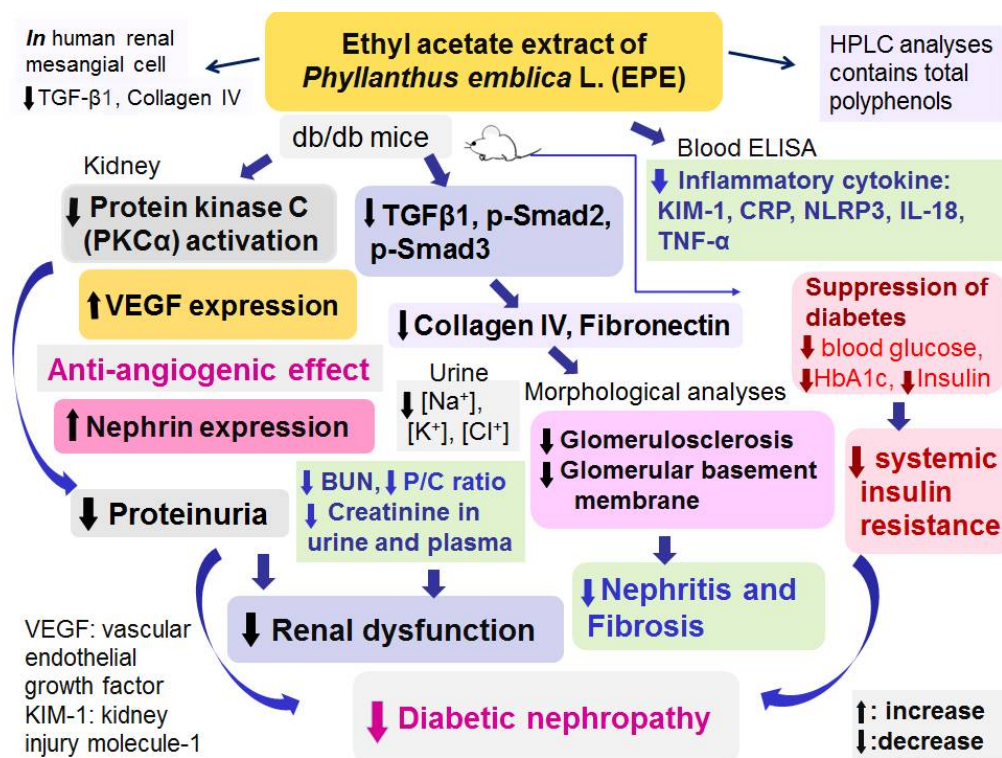 In human renal
mesangial cell
⬇TGF-β1, Collagen IV
Ethyl acetate extract of
Phyllanthus emblica L. (EPE)
HPLC analyses
contains total
polyphenols
db/db mice
Kidney
⬇ Protein kinase C
(PKCα) activation
⬆VEGF expression
Anti-angiogenic effect
⬆Nephrin expression
⬇ Proteinuria
⬇ TGFβ1, p-Smad2,
p-Smad3
⬇Collagen IV, Fibronectin
Blood ELISA
⬇ Inflammatory cytokine:
KIM-1, CRP, NLRP3, IL-18,
TNF-α
Suppression of
diabetes
⬇ blood glucose,
⬇HbA1c, ⬇Insulin
Urine
⬇ [Na⁺],
[K⁺], [Cl⁺]
Morphological analyses
⬇ Glomerulosclerosis
⬇ Glomerular basement
membrane
⬇ systemic
insulin
resistance
⬇ BUN, ⬇ P/C ratio
⬇ Creatinine in
urine and plasma
⬇ Renal dysfunction
⬇ Nephritis and
Fibrosis
⬇ Diabetic nephropathy
VEGF: vascular
endothelial
growth factor
KIM-1: kidney
injury molecule-1
⬆: increase
⬇:decrease